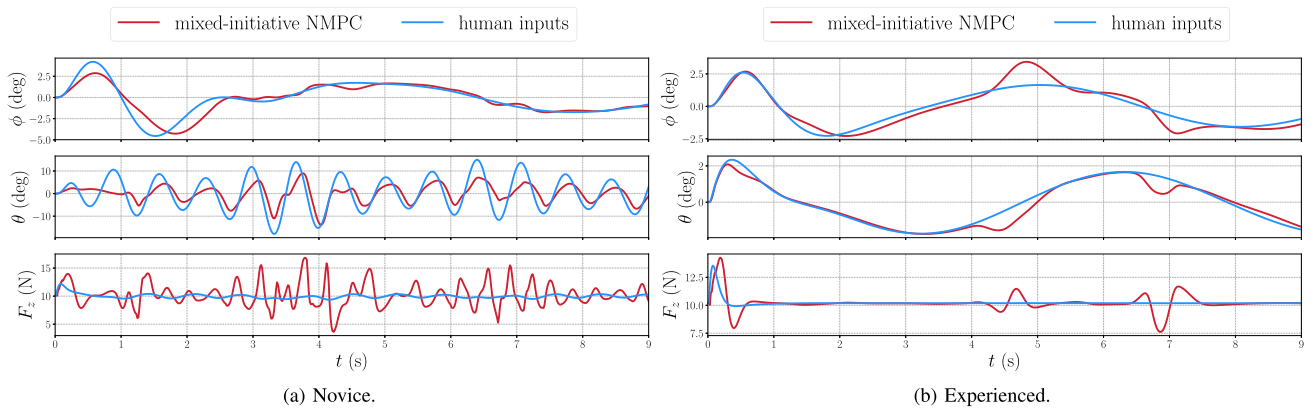 mixed-initiative NMPC human inputs
ϕ (deg)
2.5
0.0
−2.5
−5.0
θ (deg)
10
0
−10
F_z (N)
15
10
5
0 1 2 3 4 5 6 7 8 9
t (s)
(a) Novice.
mixed-initiative NMPC human inputs
ϕ (deg)
2.5
0.0
−2.5
θ (deg)
2
0
F_z (N)
12.5
10.0
7.5
0 1 2 3 4 5 6 7 8 9
t (s)
(b) Experienced.